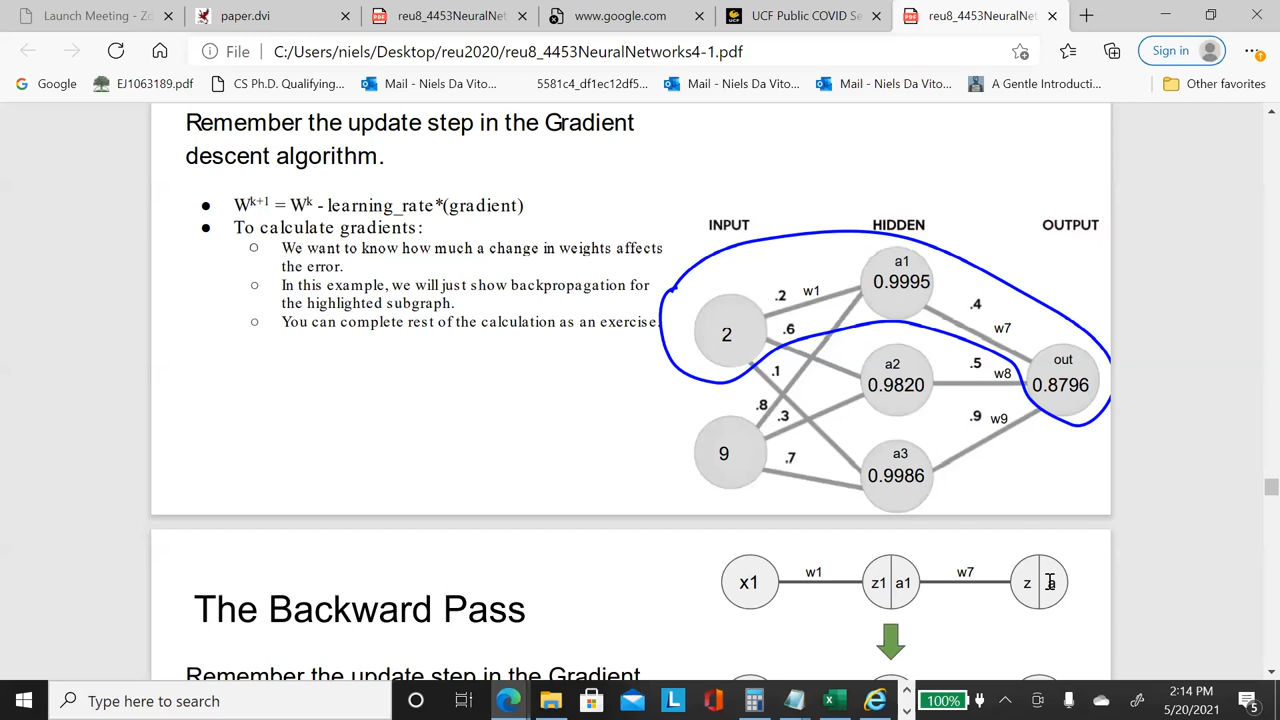 Launch Meeting - Zo
paper.dvi
reu8_4453NeuralNet
www.google.com
UCF Public COVID Se
reu8_4453NeuralNet
File
C:/Users/niels/Desktop/reu2020/reu8_4453NeuralNetworks4-1.pdf
Sign in
Google
EJ1063189.pdf
CS Ph.D. Qualifying...
Mail - Niels Da Vito...
5581c4_df1ec12df5...
Mail - Niels Da Vito...
Mail - Niels Da Vito...
A Gentle Introducti...
Other favorites
Remember the update step in the Gradient
descent algorithm.
● W^k+1 = W^k - learning_rate*(gradient)
● To calculate gradients:
○ We want to know how much a change in weights affects
the error.
○ In this example, we will just show backpropagation for
the highlighted subgraph.
○ You can complete rest of the calculation as an exercise.
INPUT HIDDEN OUTPUT
a1
0.9995
.2 w1
.4
w7
2
.6
a2
0.9820
.1
.5
w8
out
0.8796
.8
.3
.9 w9
9
.7
a3
0.9986
x1 w1 z1 a1 w7 z a
The Backward Pass
Remember the update step in the Gradient
Type here to search
100%
2:14 PM
5/20/2021
5